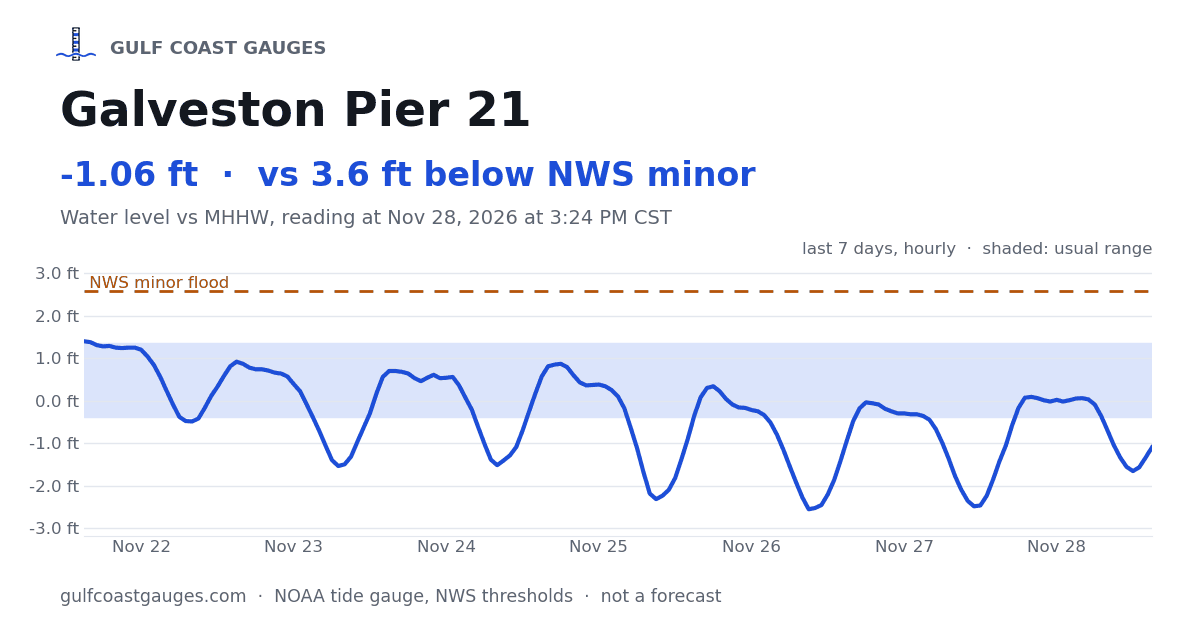 GULF COAST GAUGES
Galveston Pier 21
-1.06 ft · vs 3.6 ft below NWS minor
Water level vs MHHW, reading at Nov 28, 2026 at 3:24 PM CST
last 7 days, hourly · shaded: usual range
3.0 ft
NWS minor flood
2.0 ft
1.0 ft
0.0 ft
-1.0 ft
-2.0 ft
-3.0 ft
Nov 22 Nov 23 Nov 24 Nov 25 Nov 26 Nov 27 Nov 28
gulfcoastgauges.com · NOAA tide gauge, NWS thresholds · not a forecast